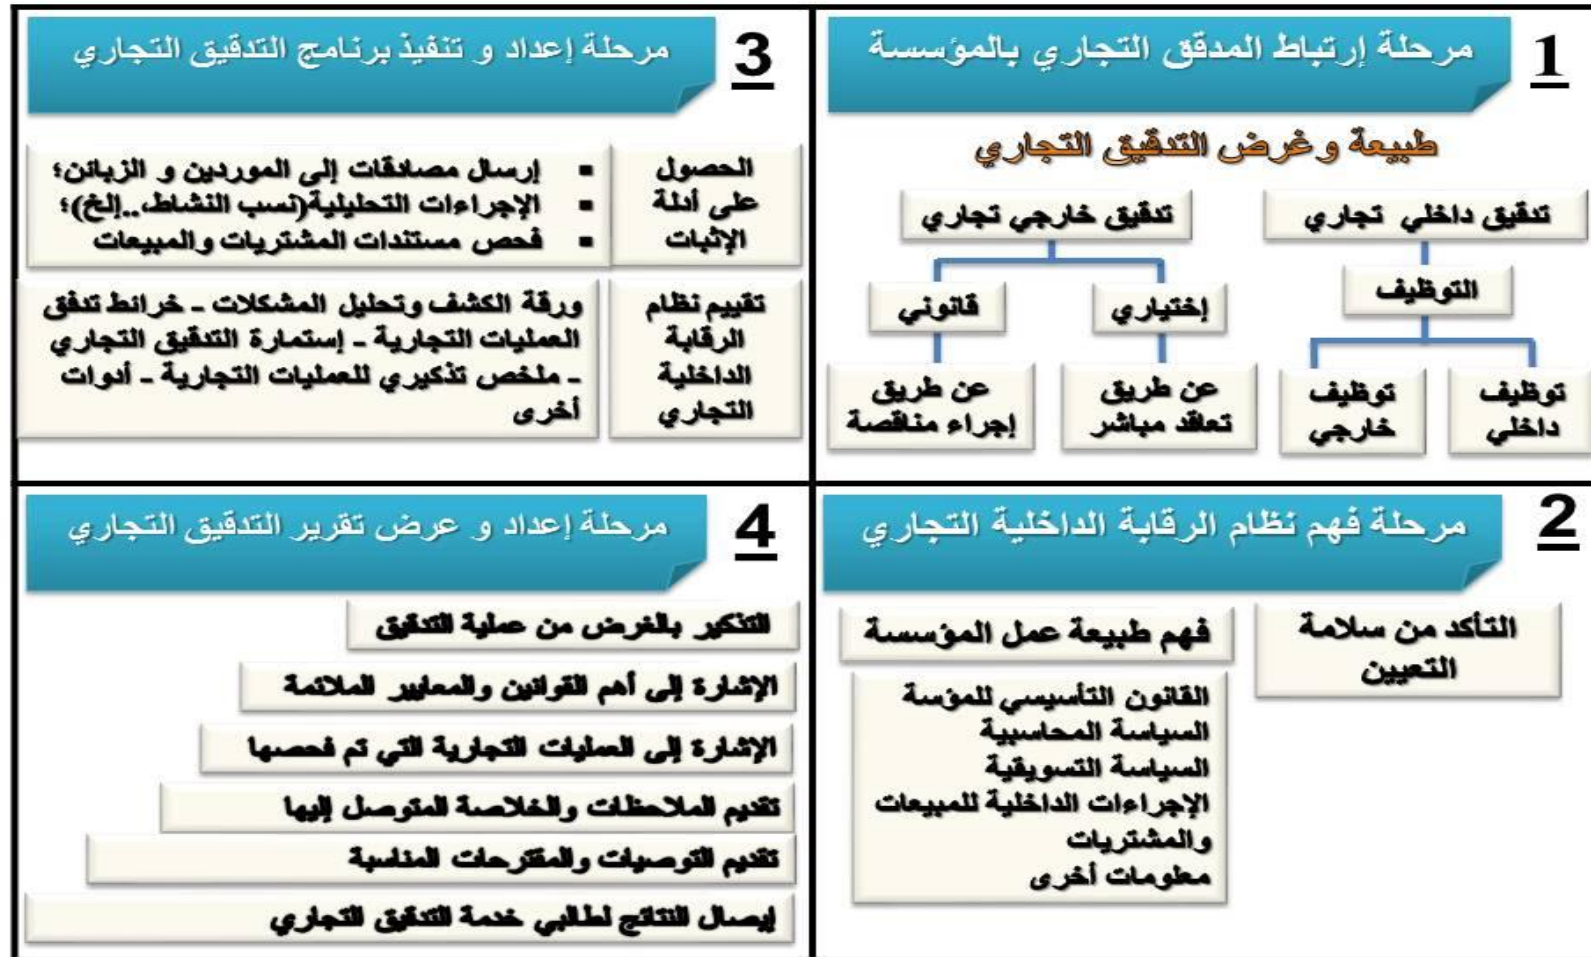 1
مرحلة إرتباط المدقق التجاري بالمؤسسة
طبيعة وغرض التدقيق التجاري
تدقيق داخلي تجاري
التوظيف
توظيف
داخلي
توظيف
خارجي
تدقيق خارجي تجاري
إختياري
عن طريق
تعاقد مباشر
قانوني
عن طريق
إجراء مناقصة
2
مرحلة فهم نظام الرقابة الداخلية التجاري
التأكد من سلامة
التعيين
فهم طبيعة عمل المؤسسة
القانون التأسيسي للمؤسة
السياسة المحاسبية
السياسة التسويقية
الإجراءات الداخلية للمبيعات
والمشتريات
معلومات أخرى
3
مرحلة إعداد و تنفيذ برنامج التدقيق التجاري
الحصول
على أدلة
الإثبات
▪ إرسال مصادقات إلى الموردين و الزبائن؛
▪ الإجراءات التحليلية(نسب النشاط،..إلخ)؛
▪ فحص مستندات المشتريات والمبيعات
تقييم نظام
الرقابة
الداخلية
التجاري
ورقة الكشف وتحليل المشكلات ـ خرائط تدفق
العمليات التجارية ـ إستمارة التدقيق التجاري
ـ ملخص تذكيري للعمليات التجارية ـ أدوات
أخرى
4
مرحلة إعداد و عرض تقرير التدقيق التجاري
التذكير بالغرض من عملية التدقيق
الإشارة إلى أهم القوانين والمعايير الملائمة
الإشارة إلى العمليات التجارية التي تم فحصها
تقديم الملاحظات والخلاصة المتوصل إليها
تقديم التوصيات والمقترحات المناسبة
إيصال النتائج لطالبي خدمة التدقيق التجاري